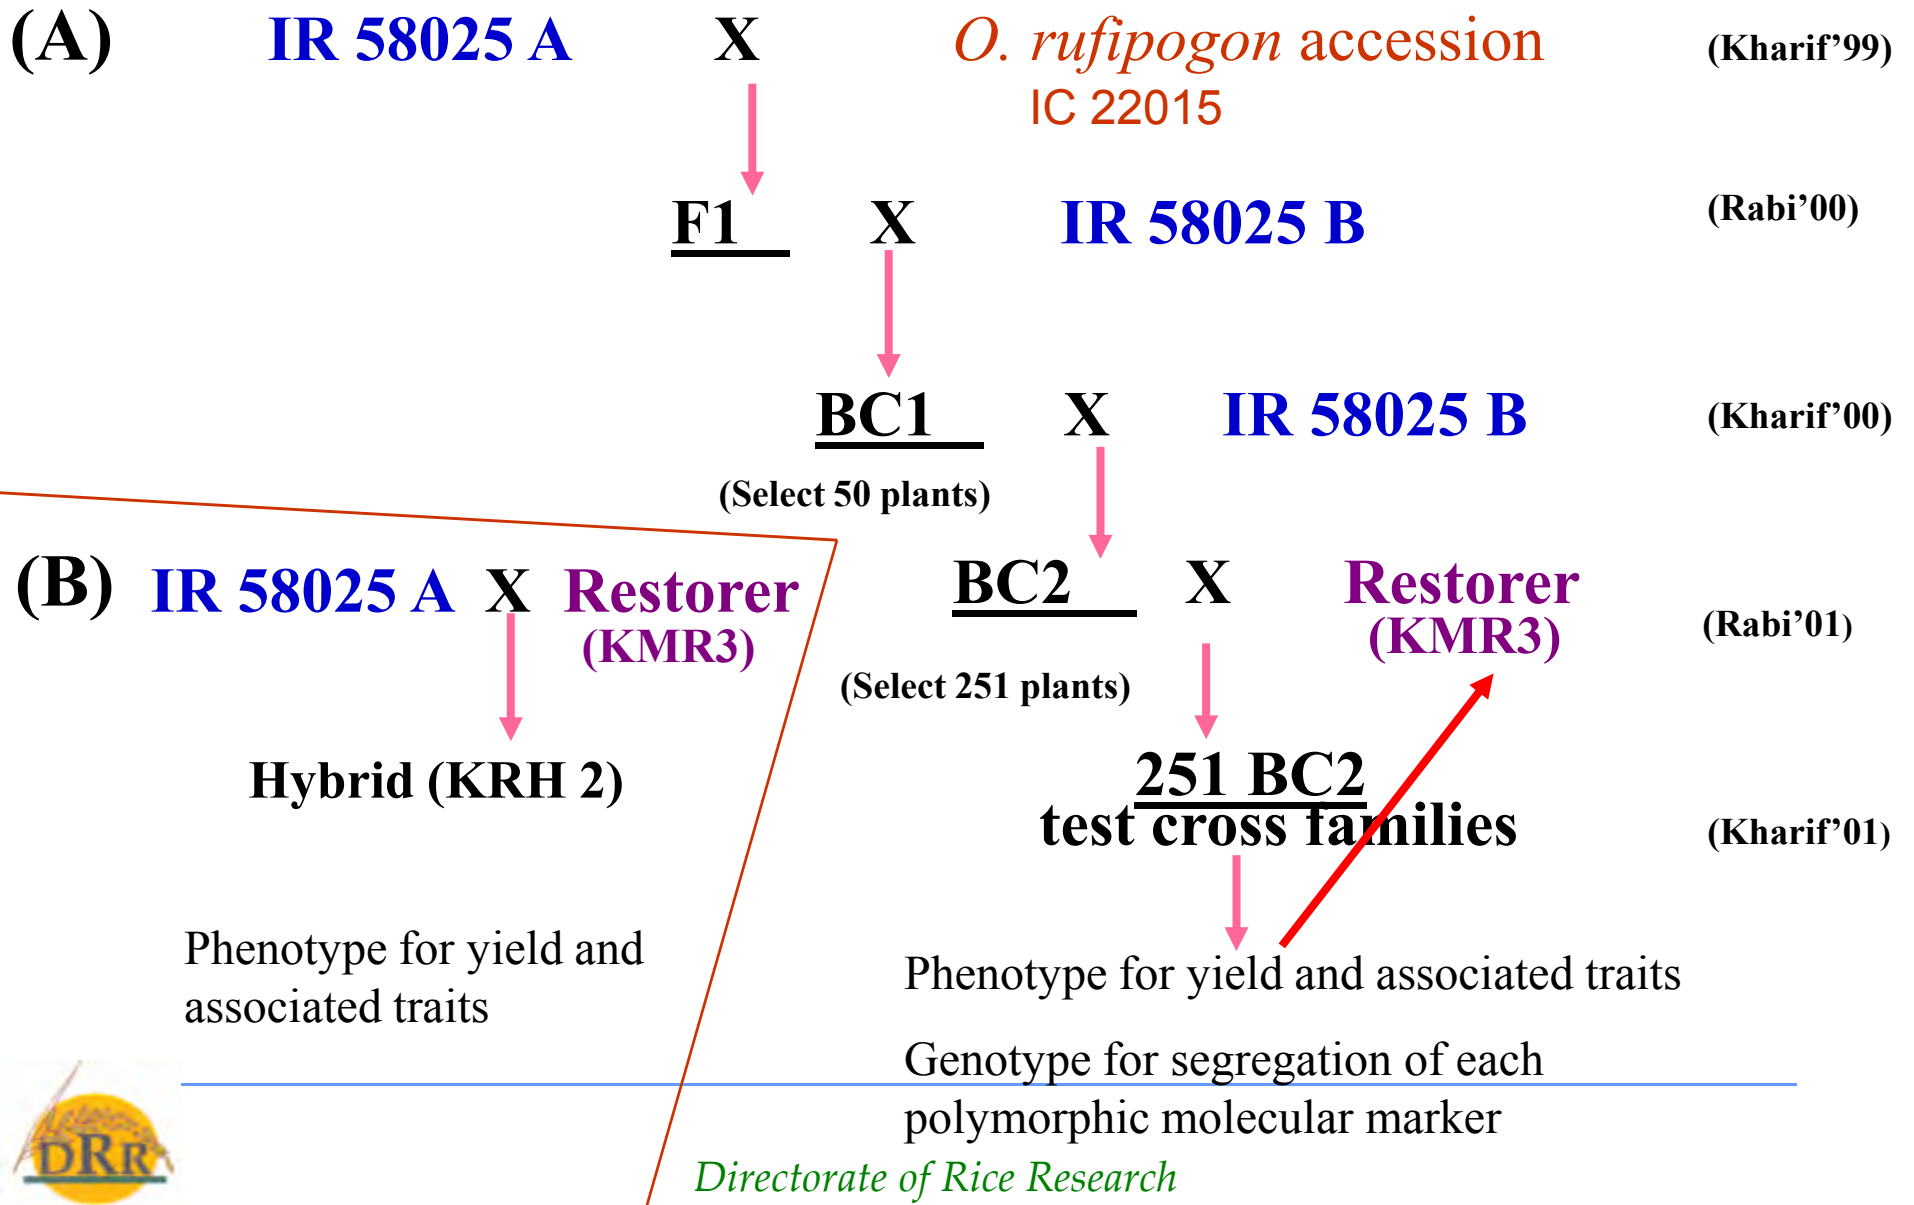 (A) IR 58025 A X O. rufipogon accession (Kharif’99)
IC 22015
F1 X IR 58025 B (Rabi’00)
BC1 X IR 58025 B (Kharif’00)
(Select 50 plants)
(B) IR 58025 A X Restorer
(KMR3)
Hybrid (KRH 2)
Phenotype for yield and
associated traits
BC2 X Restorer
(KMR3) (Rabi’01)
(Select 251 plants)
251 BC2
test cross families (Kharif’01)
Phenotype for yield and associated traits
Genotype for segregation of each
polymorphic molecular marker
DRR
Directorate of Rice Research